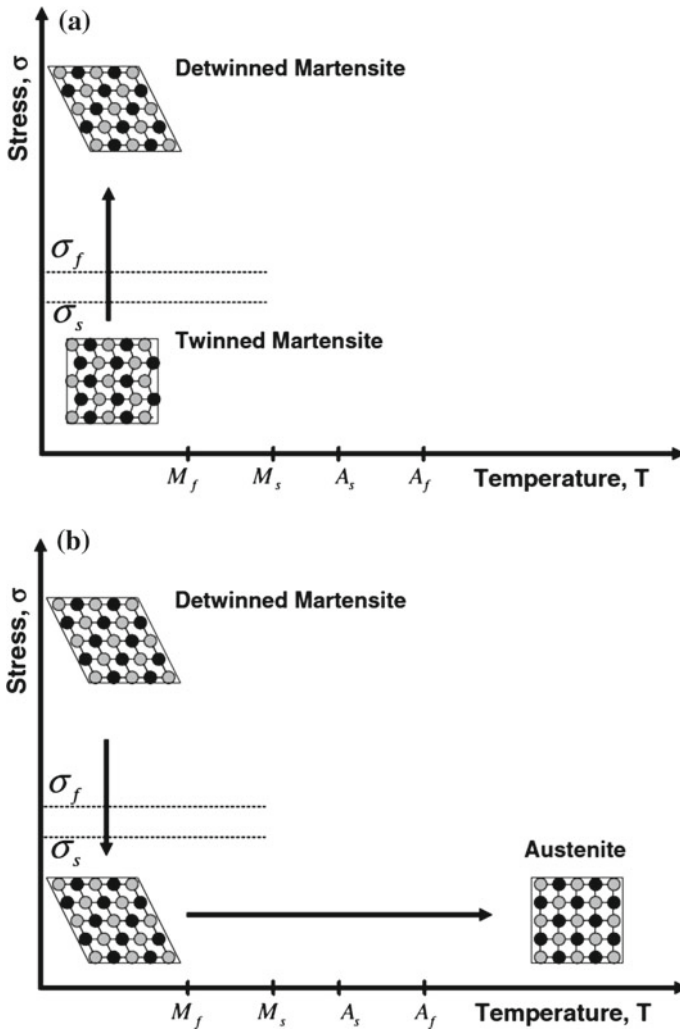 (a)
Detwinned Martensite
Stress, σ
σ_f
σ_s
Twinned Martensite
M_f M_s A_s A_f Temperature, T
(b)
Detwinned Martensite
Stress, σ
σ_f
σ_s
Austenite
M_f M_s A_s A_f Temperature, T